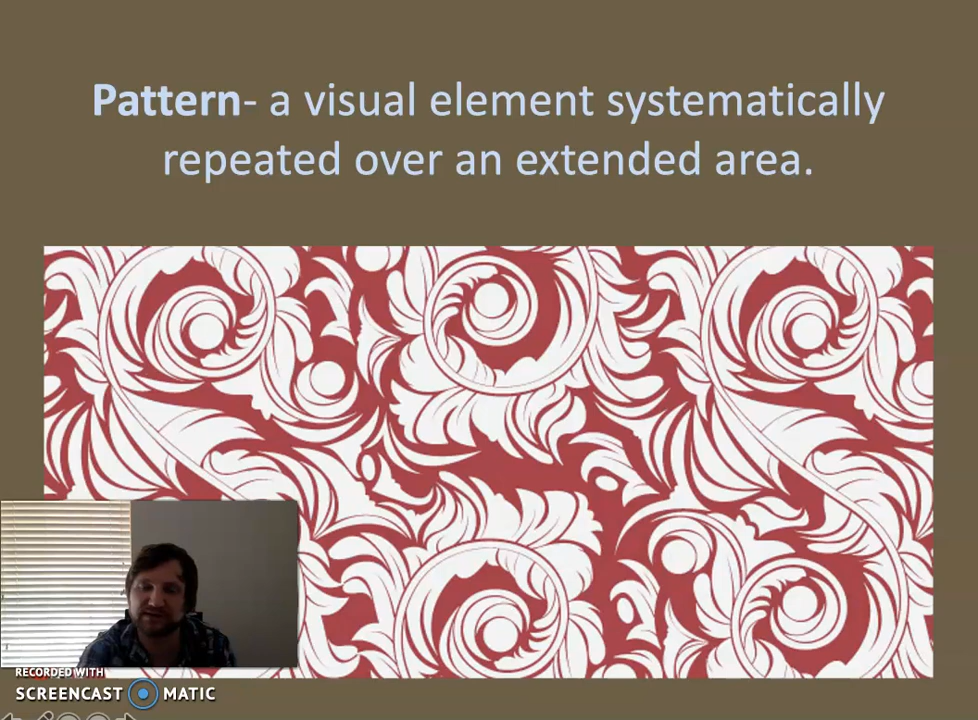 Pattern- a visual element systematically
repeated over an extended area.
RECORDED WITH
SCREENCAST MATIC